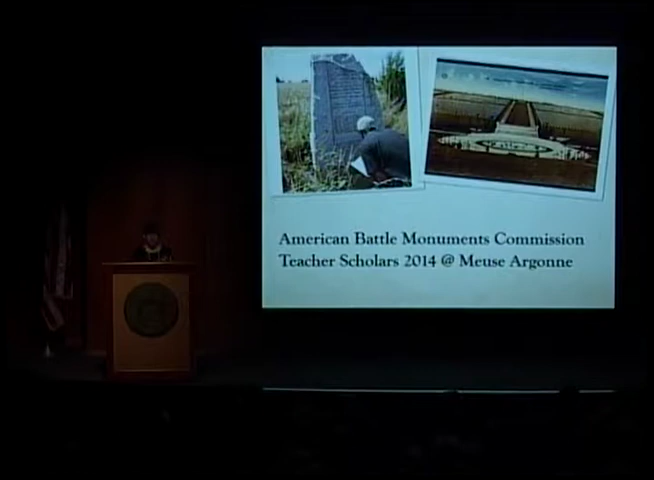 American Battle Monuments Commission
Teacher Scholars 2014 @ Meuse Argonne